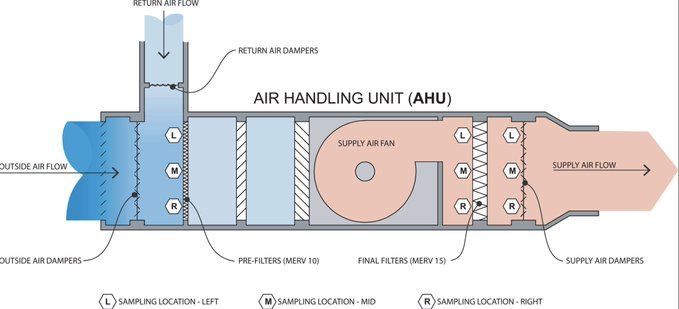 RETURN AIR FLOW
RETURN AIR DAMPERS
AIR HANDLING UNIT (AHU)
SUPPLY AIR FAN
L
L
L
OUTSIDE AIR FLOW
M
M
M
SUPPLY AIR FLOW
R
R
R
OUTSIDE AIR DAMPERS
PRE-FILTERS (MERV 10)
FINAL FILTERS (MERV 15)
SUPPLY AIR DAMPERS
L SAMPLING LOCATION - LEFT
M SAMPLING LOCATION - MID
R SAMPLING LOCATION - RIGHT